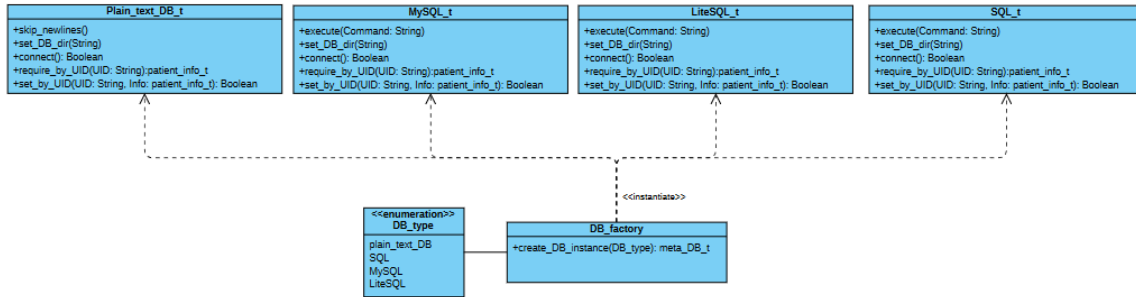 Plain_text_DB_t
+skip_newlines()
+set_DB_dir(String)
+connect(): Boolean
+require_by_UID(UID: String):patient_info_t
+set_by_UID(UID: String, Info: patient_info_t): Boolean
MySQL_t
+execute(Command: String)
+set_DB_dir(String)
+connect(): Boolean
+require_by_UID(UID: String):patient_info_t
+set_by_UID(UID: String, Info: patient_info_t): Boolean
LiteSQL_t
+execute(Command: String)
+set_DB_dir(String)
+connect(): Boolean
+require_by_UID(UID: String):patient_info_t
+set_by_UID(UID: String, Info: patient_info_t): Boolean
SQL_t
+execute(Command: String)
+set_DB_dir(String)
+connect(): Boolean
+require_by_UID(UID: String):patient_info_t
+set_by_UID(UID: String, Info: patient_info_t): Boolean
<<instantiate>>
<<enumeration>>
DB_type
plain_text_DB
SQL
MySQL
LiteSQL
DB_factory
+create_DB_instance(DB_type): meta_DB_t